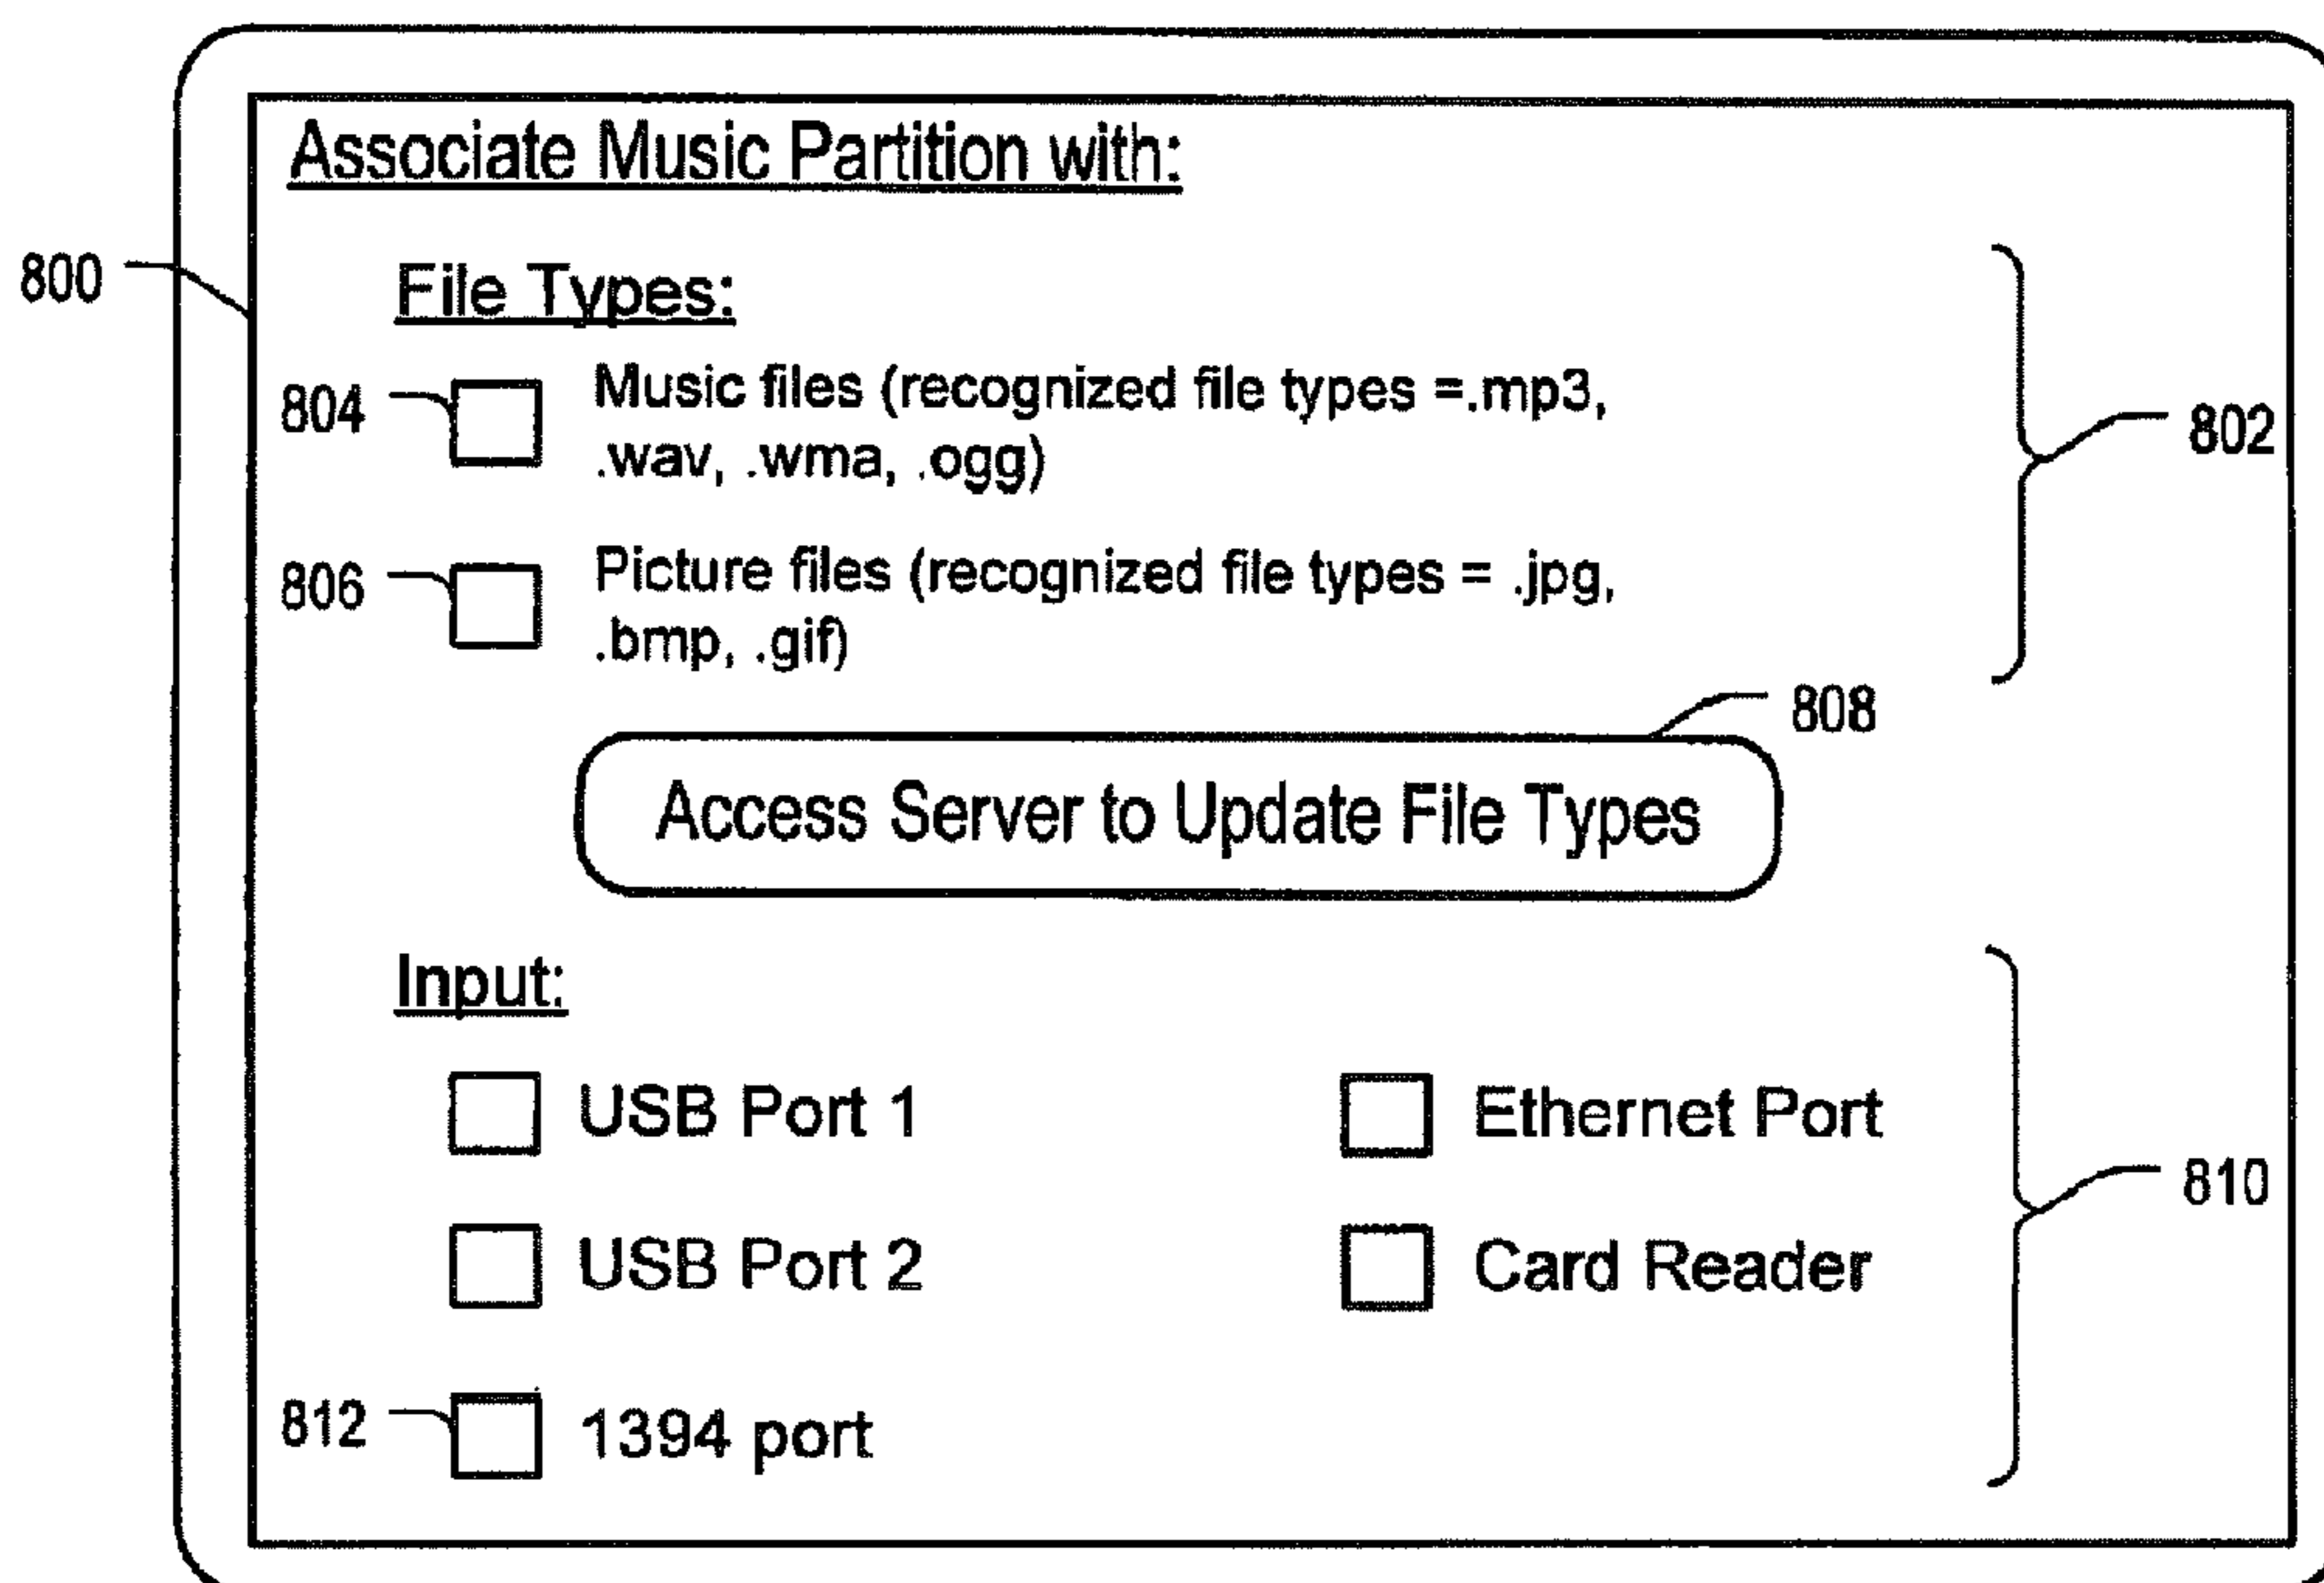 Associate Music Partition with:
800
File Types:
804
Music files (recognized file types =.mp3,
.wav, .wma, .ogg)
802
806
Picture files (recognized file types = .jpg,
.bmp, .gif)
808
Access Server to Update File Types
Input:
USB Port 1
Ethernet Port
810
USB Port 2
Card Reader
812
1394 port